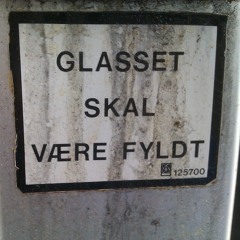 GLASSET
SKAL
VÆRE FYLDT
125700